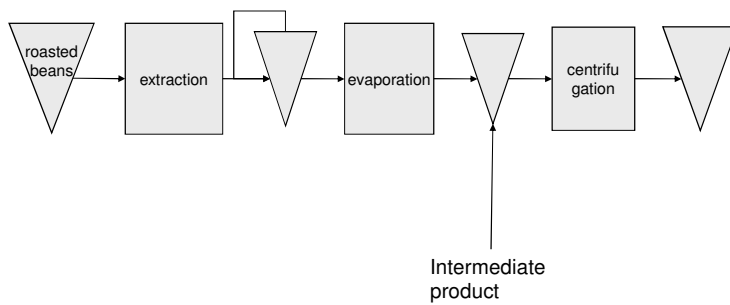 roasted
beans
extraction
evaporation
centrifu
gation
Intermediate
product